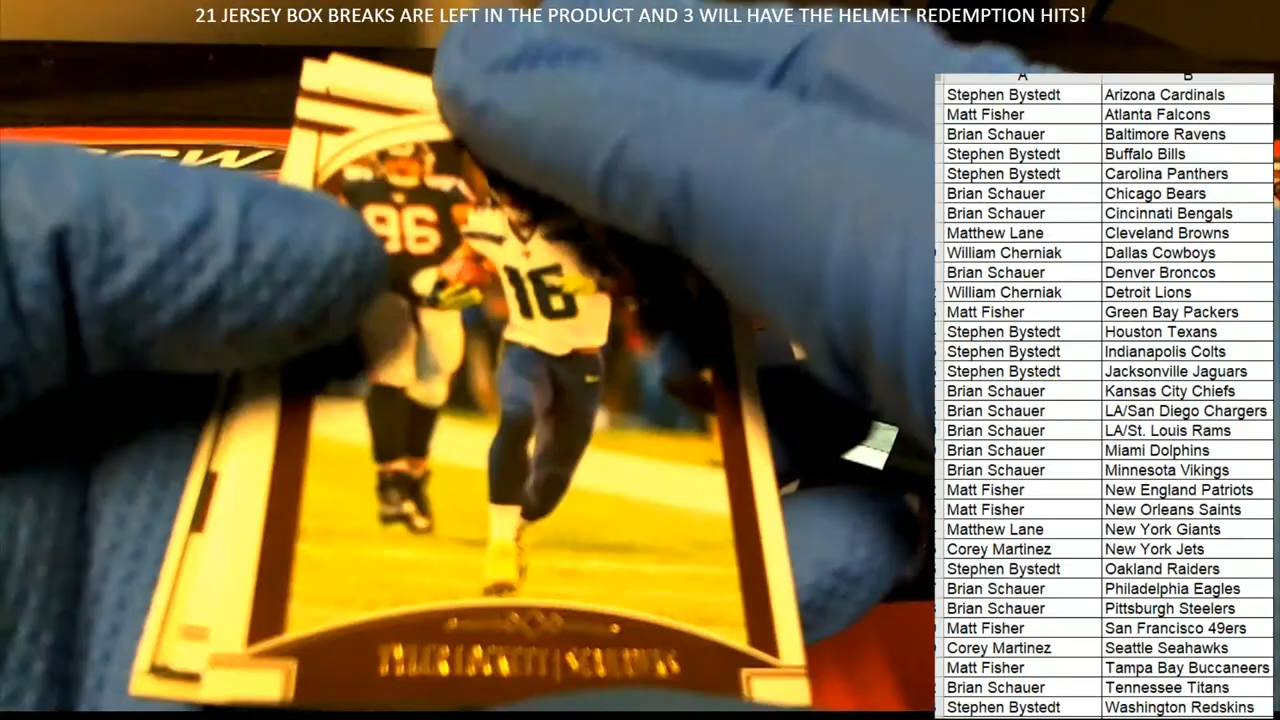 21 JERSEY BOX BREAKS ARE LEFT IN THE PRODUCT AND 3 WILL HAVE THE HELMET REDEMPTION HITS!
A B
Stephen Bystedt Arizona Cardinals
Matt Fisher Atlanta Falcons
Brian Schauer Baltimore Ravens
Stephen Bystedt Buffalo Bills
Stephen Bystedt Carolina Panthers
Brian Schauer Chicago Bears
Brian Schauer Cincinnati Bengals
Matthew Lane Cleveland Browns
William Cherniak Dallas Cowboys
Brian Schauer Denver Broncos
William Cherniak Detroit Lions
Matt Fisher Green Bay Packers
Stephen Bystedt Houston Texans
Stephen Bystedt Indianapolis Colts
Stephen Bystedt Jacksonville Jaguars
Brian Schauer Kansas City Chiefs
Brian Schauer LA/San Diego Chargers
Brian Schauer LA/St. Louis Rams
Brian Schauer Miami Dolphins
Brian Schauer Minnesota Vikings
Matt Fisher New England Patriots
Matt Fisher New Orleans Saints
Matthew Lane New York Giants
Corey Martinez New York Jets
Stephen Bystedt Oakland Raiders
Brian Schauer Philadelphia Eagles
Brian Schauer Pittsburgh Steelers
Matt Fisher San Francisco 49ers
Corey Martinez Seattle Seahawks
Matt Fisher Tampa Bay Buccaneers
Brian Schauer Tennessee Titans
Stephen Bystedt Washington Redskins
96
16